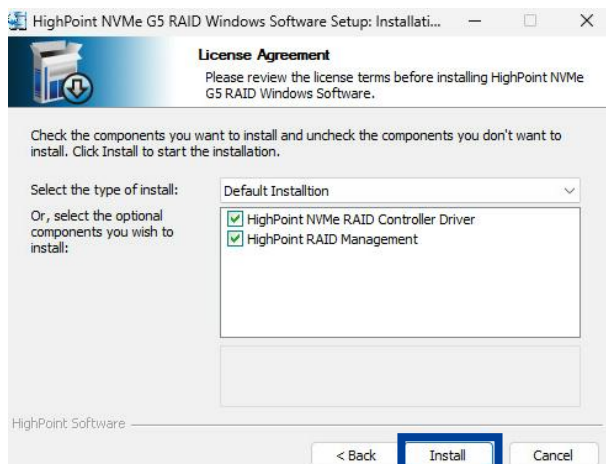 HighPoint NVMe G5 RAID Windows Software Setup: Installati...
License Agreement
Please review the license terms before installing HighPoint NVMe
G5 RAID Windows Software.
Check the components you want to install and uncheck the components you don't want to
install. Click Install to start the installation.
Select the type of install:
Default Installtion
Or, select the optional
components you wish to
install:
HighPoint NVMe RAID Controller Driver
HighPoint RAID Management
HighPoint Software
< Back
Install
Cancel